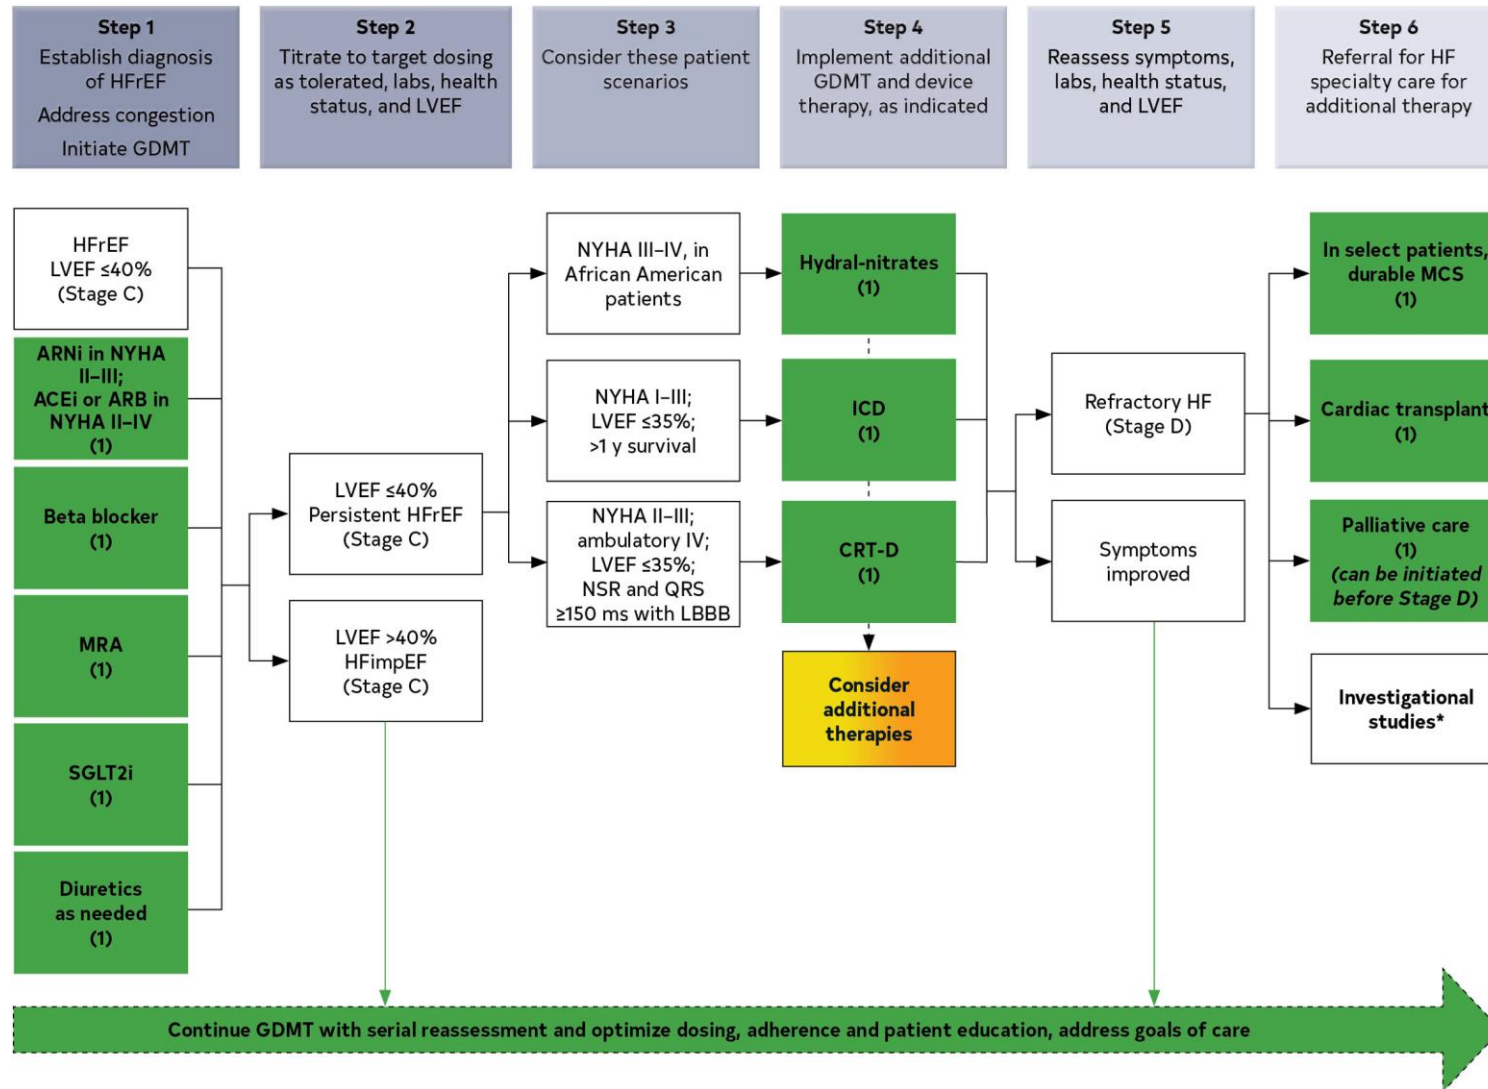 Step 1
Establish diagnosis
of HFrEF
Address congestion
Initiate GDMT
Step 2
Titrate to target dosing
as tolerated, labs, health
status, and LVEF
Step 3
Consider these patient
scenarios
Step 4
Implement additional
GDMT and device
therapy, as indicated
Step 5
Reassess symptoms,
labs, health status,
and LVEF
Step 6
Referral for HF
specialty care for
additional therapy
HFrEF
LVEF ≤40%
(Stage C)
ARNi in NYHA
II–III;
ACEi or ARB in
NYHA II–IV
(1)
Beta blocker
(1)
MRA
(1)
SGLT2i
(1)
Diuretics
as needed
(1)
LVEF ≤40%
Persistent HFrEF
(Stage C)
LVEF >40%
HFimpEF
(Stage C)
NYHA III–IV, in
African American
patients
NYHA I–III;
LVEF ≤35%;
>1 y survival
NYHA II–III;
ambulatory IV;
LVEF ≤35%;
NSR and QRS
≥150 ms with LBBB
Hydral-nitrates
(1)
ICD
(1)
CRT-D
(1)
Consider
additional
therapies
Refractory HF
(Stage D)
Symptoms
improved
In select patients,
durable MCS
(1)
Cardiac transplant
(1)
Palliative care
(1)
(can be initiated
before Stage D)
Investigational
studies*
Continue GDMT with serial reassessment and optimize dosing, adherence and patient education, address goals of care